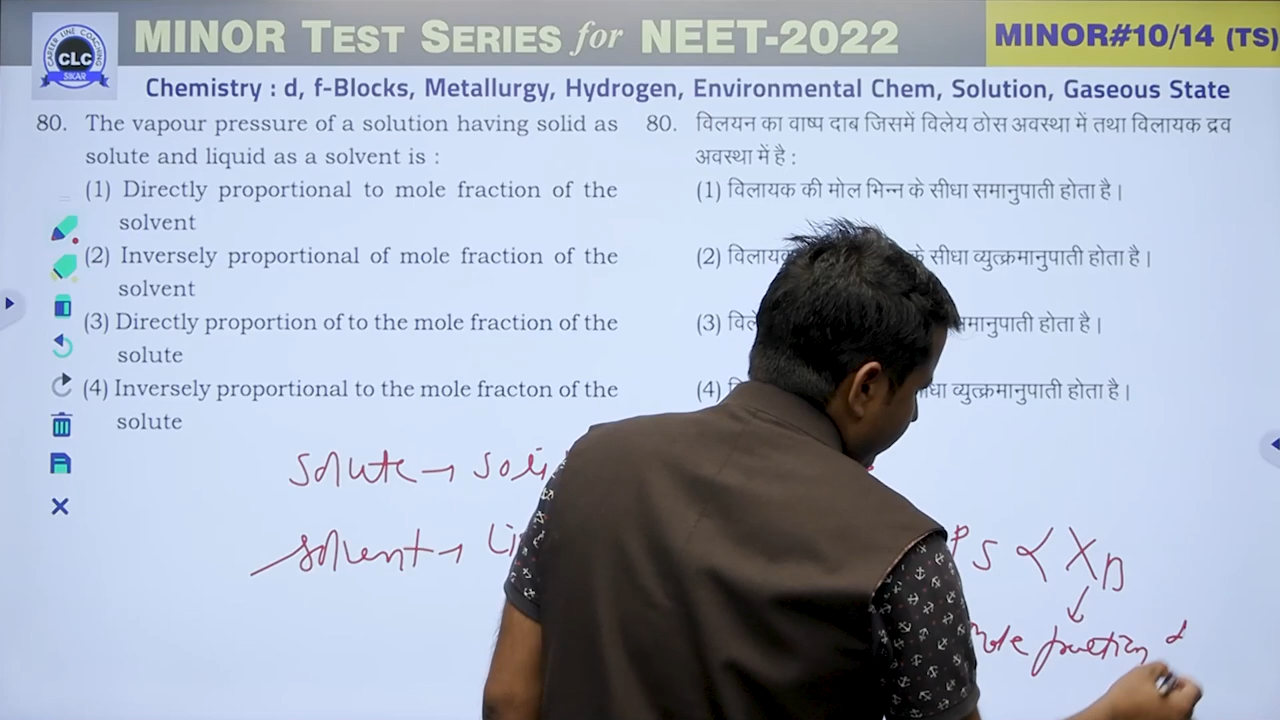 CAREER LINE COACHING
CLC
SIKAR
MINOR TEST SERIES for NEET-2022
MINOR#10/14 (TS)
Chemistry : d, f-Blocks, Metallurgy, Hydrogen, Environmental Chem, Solution, Gaseous State
80. The vapour pressure of a solution having solid as
solute and liquid as a solvent is :
(1) Directly proportional to mole fraction of the
solvent
(2) Inversely proportional of mole fraction of the
solvent
(3) Directly proportion of to the mole fraction of the
solute
(4) Inversely proportional to the mole fracton of the
solute
80. विलयन का वाष्प दाब जिसमें विलेय ठोस अवस्था में तथा विलायक द्रव
अवस्था में है :
(1) विलायक की मोल भिन्न के सीधा समानुपाती होता है।
(2) के सीधा व्युत्क्रमानुपाती होता है।
(3) होता है।
(4) व्युत्क्रमानुपाती होता है।
solute →
solvent →
PS ∝ XB
mole fraction